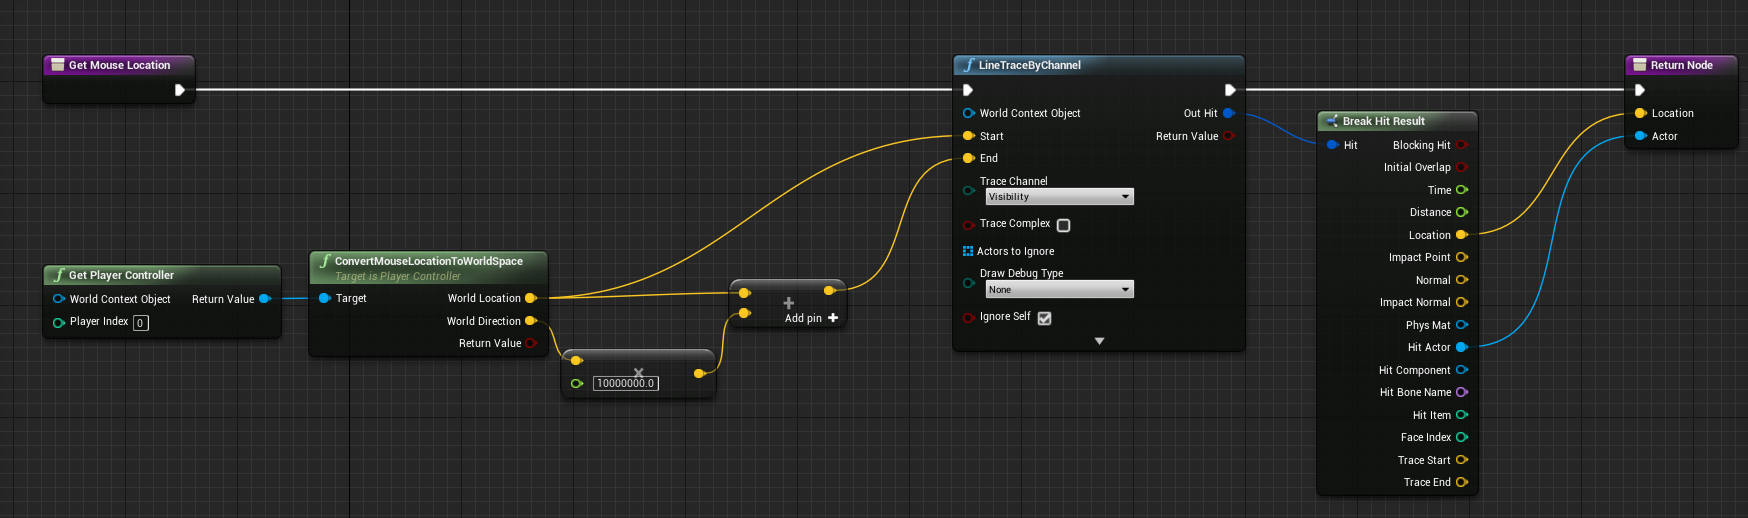 Get Mouse Location
Get Player Controller
World Context Object
Return Value
Player Index
0
ConvertMouseLocationToWorldSpace
Target is Player Controller
Target
World Location
World Direction
Return Value
10000000.0
Add pin
LineTraceByChannel
World Context Object
Out Hit
Start
Return Value
End
Trace Channel
Visibility
Trace Complex
Actors to Ignore
Draw Debug Type
None
Ignore Self
Break Hit Result
Hit
Blocking Hit
Initial Overlap
Time
Distance
Location
Impact Point
Normal
Impact Normal
Phys Mat
Hit Actor
Hit Component
Hit Bone Name
Hit Item
Face Index
Trace Start
Trace End
Return Node
Location
Actor